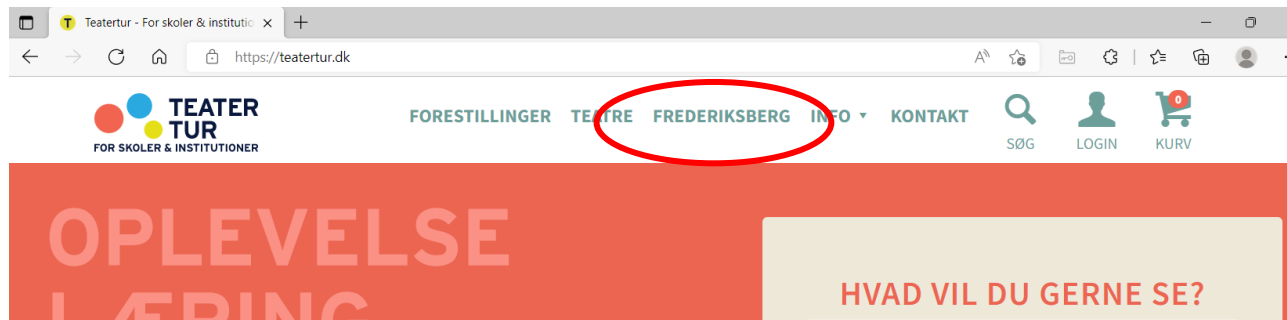 Teatertur - For skoler & institutio
https://teatertur.dk
TEATER
TUR
FOR SKOLER & INSTITUTIONER
FORESTILLINGER TEATRE FREDERIKSBERG INFO KONTAKT
SØG LOGIN 0 KURV
OPLEVELSE
LÆRING
HVAD VIL DU GERNE SE?